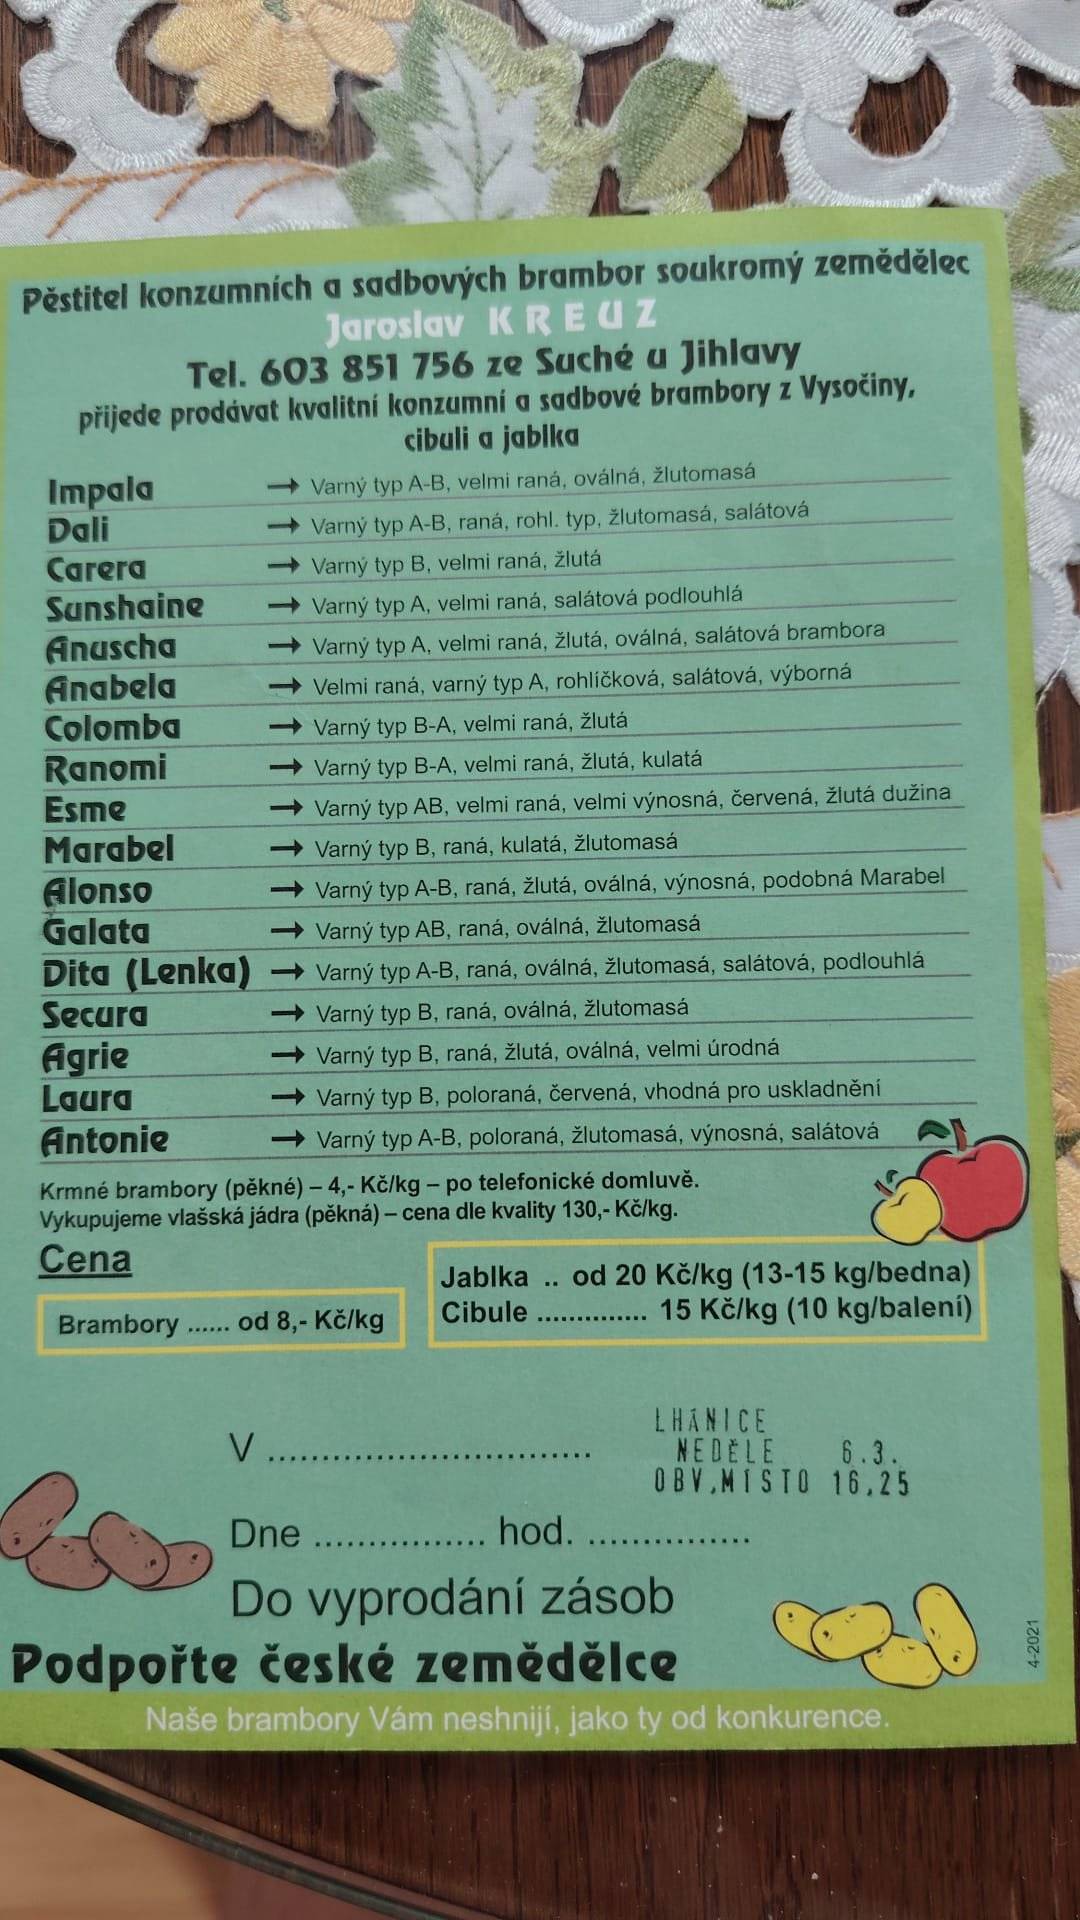 Pěstitel konzumních a sadbových brambor soukromý zemědělec
Jaroslav KREUZ
Tel. 603 851 756 ze Suché u Jihlavy
přijede prodávat kvalitní konzumní a sadbové brambory z Vysočiny,
cibuli a jablka
Impala → Varný typ A-B, velmi raná, oválná, žlutomasá
Dali → Varný typ A-B, raná, rohl. typ, žlutomasá, salátová
Carera → Varný typ B, velmi raná, žlutá
Sunshaine → Varný typ A, velmi raná, salátová podlouhlá
Anuscha → Varný typ A, velmi raná, žlutá, oválná, salátová brambora
Anabela → Velmi raná, varný typ A, rohlíčková, salátová, výborná
Colomba → Varný typ B-A, velmi raná, žlutá
Ranomi → Varný typ B-A, velmi raná, žlutá, kulatá
Esme → Varný typ AB, velmi raná, velmi výnosná, červená, žlutá dužina
Marabel → Varný typ B, raná, kulatá, žlutomasá
Alonso → Varný typ A-B, raná, žlutá, oválná, výnosná, podobná Marabel
Galata → Varný typ AB, raná, oválná, žlutomasá
Dita (Lenka) → Varný typ A-B, raná, oválná, žlutomasá, salátová, podlouhlá
Secura → Varný typ B, raná, oválná, žlutomasá
Agrie → Varný typ B, raná, žlutá, oválná, velmi úrodná
Laura → Varný typ B, poloraná, červená, vhodná pro uskladnění
Antonie → Varný typ A-B, poloraná, žlutomasá, výnosná, salátová
Krmné brambory (pěkné) – 4,- Kč/kg – po telefonické domluvě.
Vykupujeme vlašská jádra (pěkná) – cena dle kvality 130,- Kč/kg.
Cena
Brambory ...... od 8,- Kč/kg
Jablka .. od 20 Kč/kg (13-15 kg/bedna)
Cibule .............. 15 Kč/kg (10 kg/balení)
LHÁNICE
NEDĚLE 6.3.
OBV.MÍSTO 16,25
V ..............................
Dne ................ hod. ...............
Do vyprodání zásob
Podpořte české zemědělce
4-2021
Naše brambory Vám neshnijí, jako ty od konkurence.